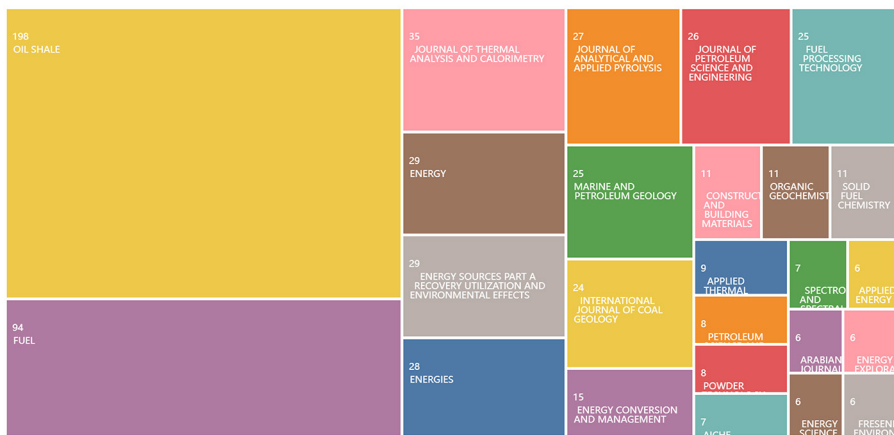 198
OIL SHALE
94
FUEL
35
JOURNAL OF THERMAL
ANALYSIS AND CALORIMETRY
29
ENERGY
29
ENERGY SOURCES PART A
RECOVERY UTILIZATION AND
ENVIRONMENTAL EFFECTS
28
ENERGIES
27
JOURNAL OF
ANALYTICAL AND
APPLIED PYROLYSIS
26
JOURNAL OF
PETROLEUM
SCIENCE AND
ENGINEERING
25
FUEL
PROCESSING
TECHNOLOGY
25
MARINE AND
PETROLEUM GEOLOGY
24
INTERNATIONAL
JOURNAL OF COAL
GEOLOGY
15
ENERGY CONVERSION
AND MANAGEMENT
11
CONSTRUCT
AND
BUILDING
MATERIALS
11
ORGANIC
GEOCHEMIST
11
SOLID
FUEL
CHEMISTRY
9
APPLIED
THERMAL
8
PETROLEUM
8
POWDER
7
AICHE
7
SPECTRO
AND
6
APPLIED
ENERGY
6
ARABIAN
JOURNAL
6
ENERGY
EXPLORA
6
ENERGY
SCIENCE
6
FRESEN
ENVIRON